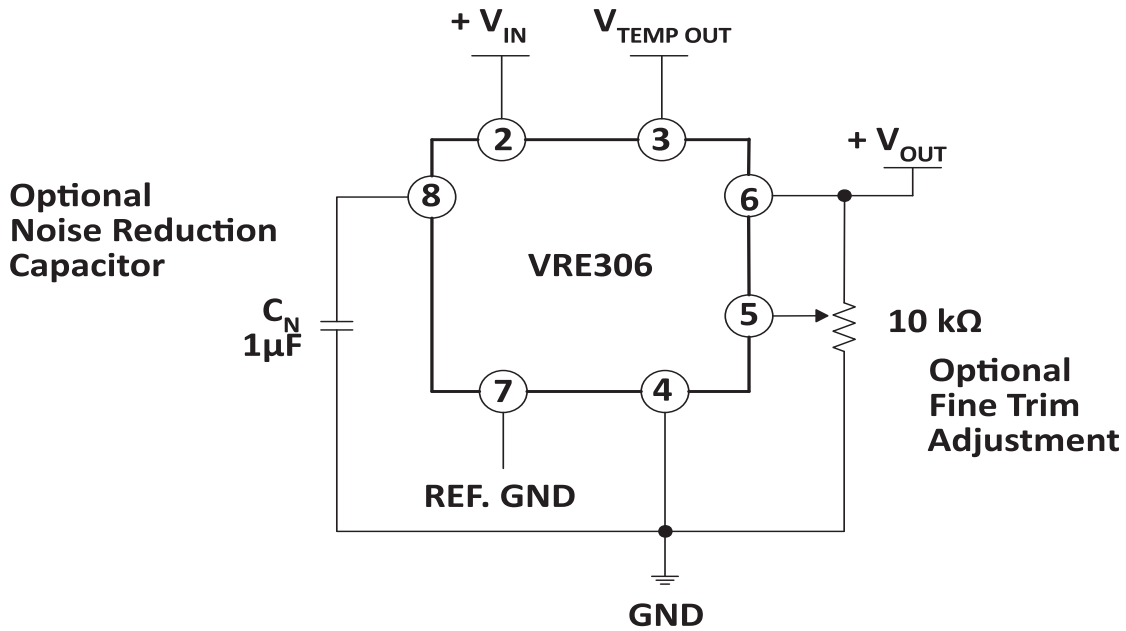 + VIN
VTEMP OUT
+ VOUT
2
3
8
6
Optional
Noise Reduction
Capacitor
VRE306
CN
1µF
5
10 kΩ
Optional
Fine Trim
Adjustment
7
4
REF. GND
GND